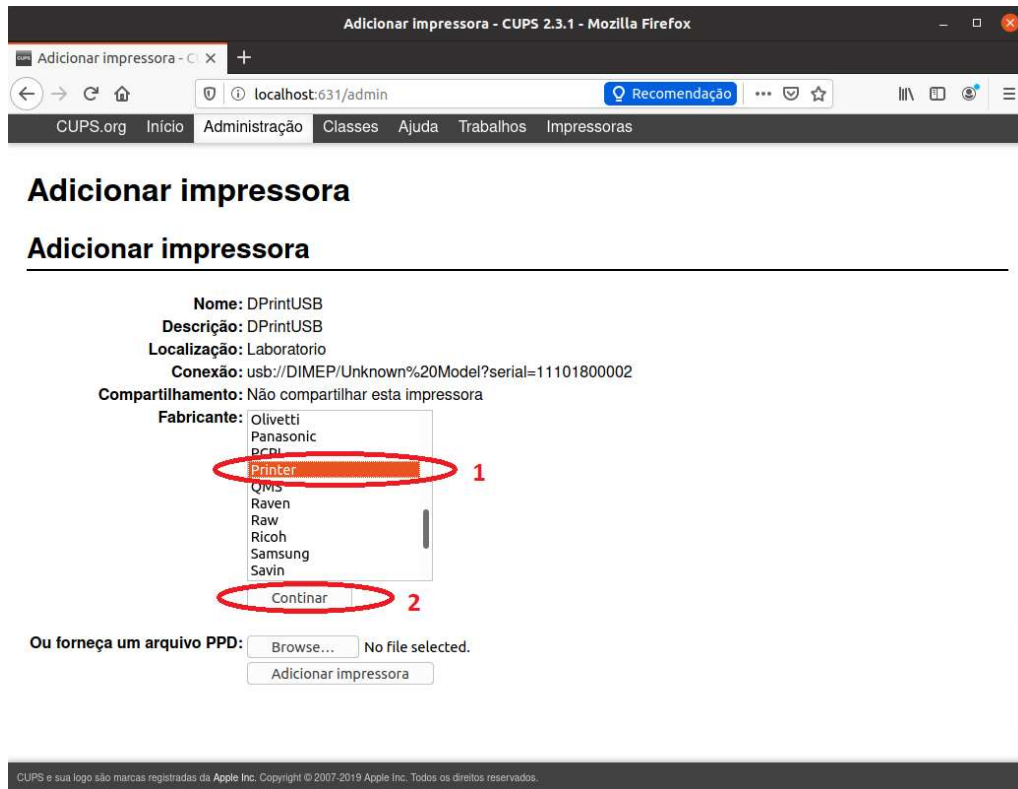 Adicionar impressora - CUPS 2.3.1 - Mozilla Firefox
Adicionar impressora - C
localhost:631/admin
Recomendação
CUPS.org Início Administração Classes Ajuda Trabalhos Impressoras
Adicionar impressora
Adicionar impressora
Nome: DPrintUSB
Descrição: DPrintUSB
Localização: Laboratorio
Conexão: usb://DIMEP/Unknown%20Model?serial=11101800002
Compartilhamento: Não compartilhar esta impressora
Fabricante: Olivetti
Panasonic
PCPL
Printer 1
QMS
Raven
Raw
Ricoh
Samsung
Savin
Continar 2
Ou forneça um arquivo PPD: Browse... No file selected.
Adicionar impressora
CUPS e sua logo são marcas registradas da Apple Inc. Copyright © 2007-2019 Apple Inc. Todos os direitos reservados.